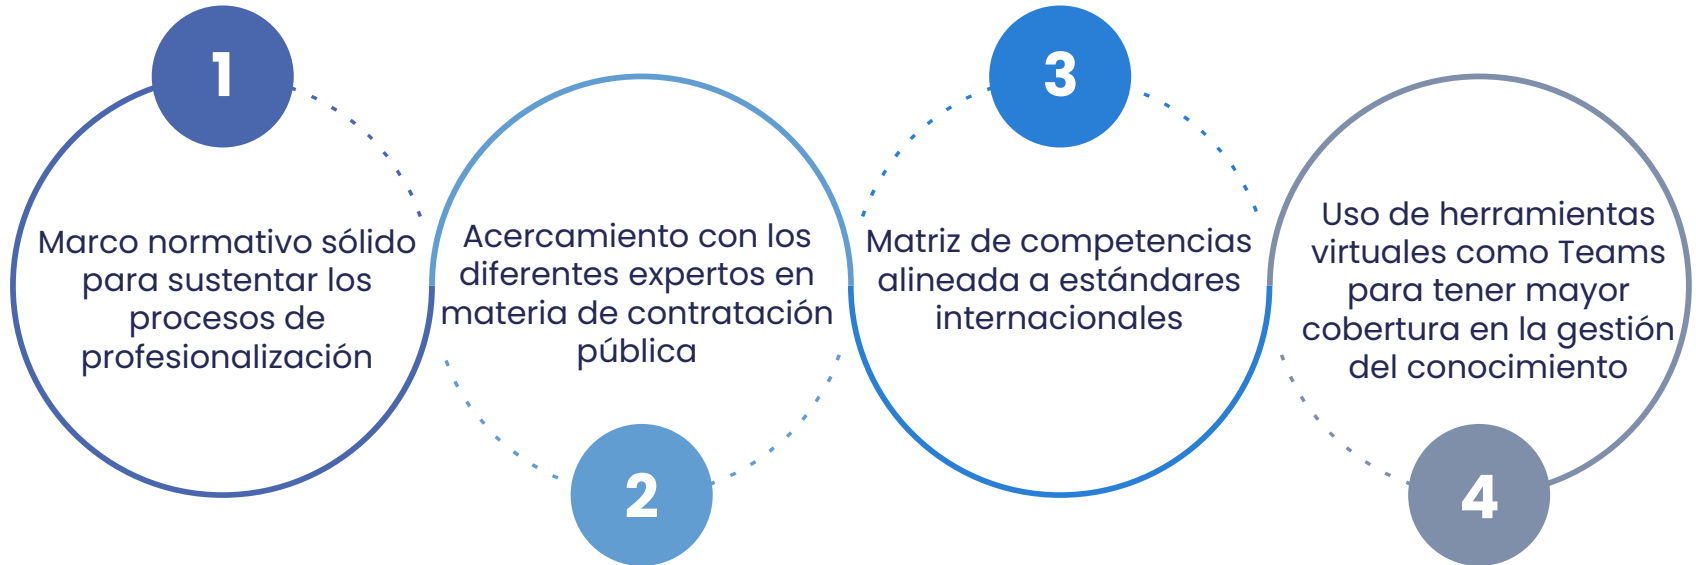 1
Marco normativo sólido
para sustentar los
procesos de
profesionalización
Acercamiento con los
diferentes expertos en
materia de contratación
pública
2
3
Matriz de competencias
alineada a estándares
internacionales
Uso de herramientas
virtuales como Teams
para tener mayor
cobertura en la gestión
del conocimiento
4